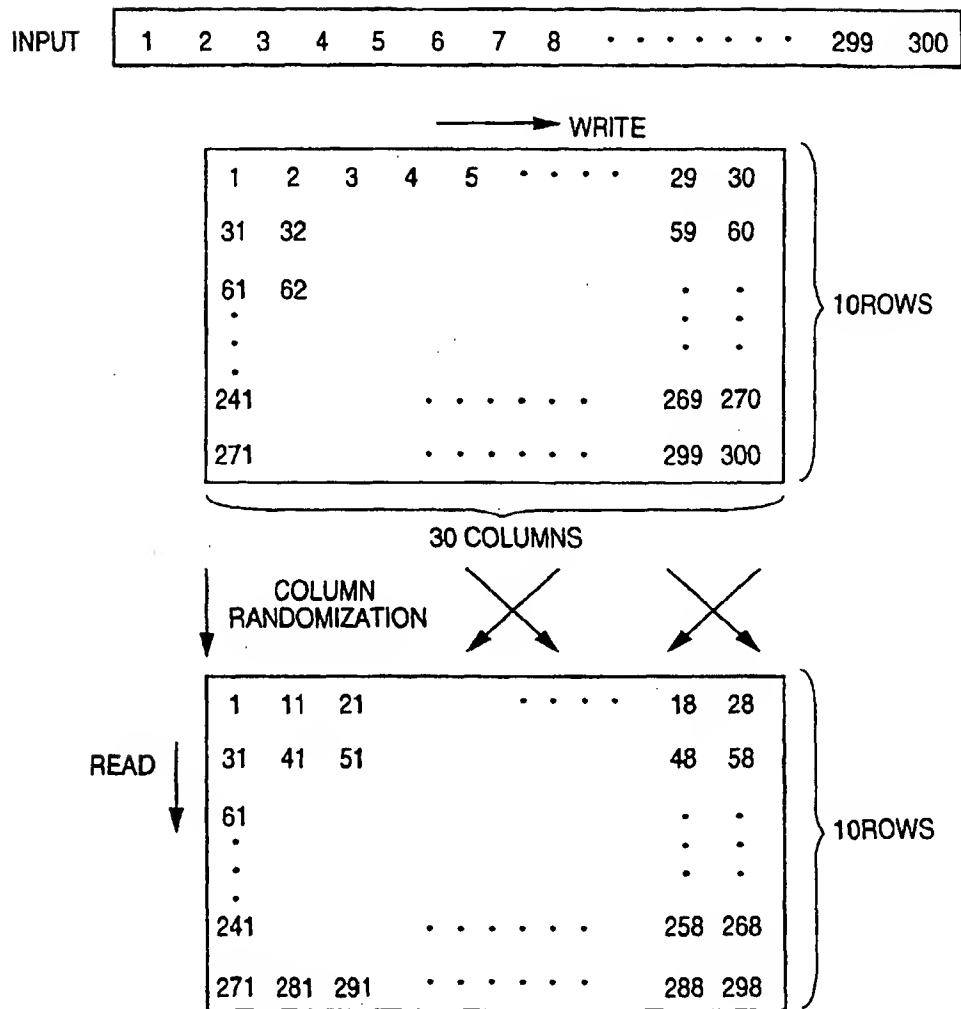 INPUT 1 2 3 4 5 6 7 8 · · · · · · · 299 300
WRITE
1 2 3 4 5 · · · · 29 30
31 32 59 60
61 62 · ·
· · ·
· · ·
·
241 · · · · · · 269 270
271 · · · · · · 299 300
10ROWS
30 COLUMNS
COLUMN
RANDOMIZATION
1 11 21 · · · · 18 28
READ 31 41 51 48 58
61 · ·
· · ·
· · ·
·
241 · · · · · · 258 268
271 281 291 · · · · · · 288 298
10ROWS